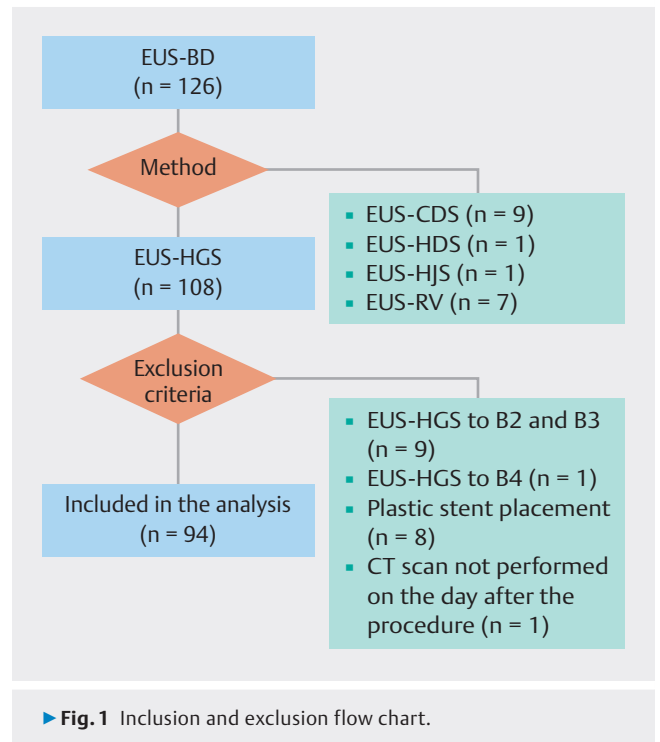 EUS-BD
(n = 126)
Method
▪ EUS-CDS (n = 9)
▪ EUS-HDS (n = 1)
▪ EUS-HJS (n = 1)
▪ EUS-RV (n = 7)
EUS-HGS
(n = 108)
Exclusion
criteria
▪ EUS-HGS to B2 and B3
(n = 9)
▪ EUS-HGS to B4 (n = 1)
▪ Plastic stent placement
(n = 8)
▪ CT scan not performed
on the day after the
procedure (n = 1)
Included in the analysis
(n = 94)
▶ Fig. 1 Inclusion and exclusion flow chart.